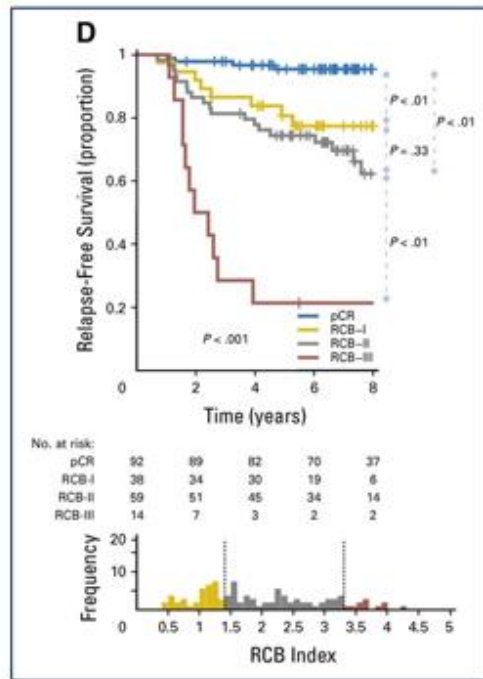 D
Relapse-Free Survival (proportion)
1
0.8
0.6
0.4
0.2
0 2 4 6 8
Time (years)
P < .001
pCR
RCB–I
RCB–II
RCB–III
P < .01
P < .01
P = .33
P < .01
No. at risk:
pCR 92 89 82 70 37
RCB-I 38 34 30 19 6
RCB-II 59 51 45 34 14
RCB-III 14 7 3 2 2
Frequency
20
10
0 0.5 1 1.5 2 2.5 3 3.5 4 4.5 5
RCB Index